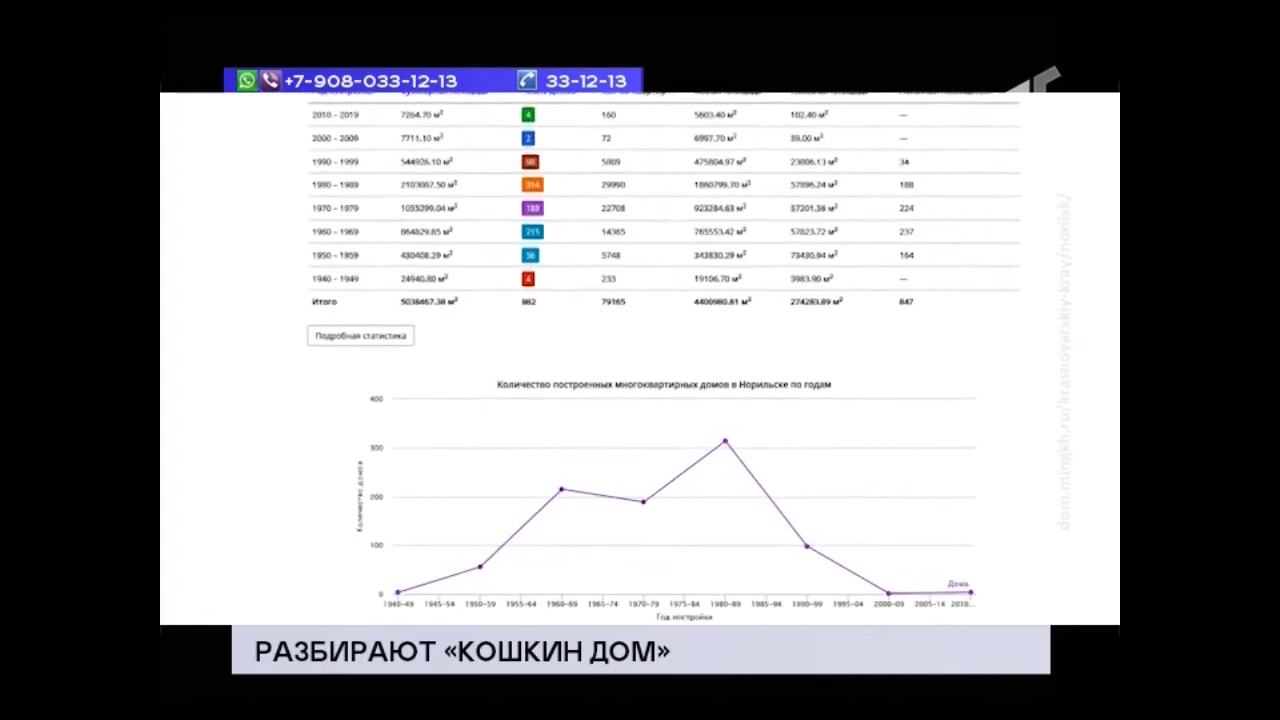 +7-908-033-12-13 33-12-13
2010 – 2019 7264.70 м² 4 160 5603.40 м² 102.40 м² —
2000 – 2009 7711.10 м² 2 72 6997.70 м² 39.00 м² —
1990 – 1999 544926.10 м² 98 475804.97 м² 23806.13 м² 34
1980 – 1989 2103087.50 м² 314 29990 1860799.70 м² 57896.24 м² 188
1970 – 1979 189 22708 923284.63 м² 224
1960 – 1969 864829.85 м² 215 14365 765553.42 м² 57823.72 м² 237
1950 – 1959 430408.29 м² 56 5748 343830.29 м² 73430.94 м² 164
1940 – 1949 24940.80 м² 4 233 19106.70 м² 3983.90 м² —
Итого 5038467.38 м² 882 79165 4400980.81 м² 274283.89 м² 847
Подробная статистика
Количество построенных многоквартирных домов в Норильске по годам
400
300
200
100
0
Количество домов
Дома
1940–49 1945–54 1950–59 1955–64 1960–69 1965–74 1970–79 1975–84 1980–89 1985–94 1990–99 1995–04 2000–09 2005–14 2010...
Год постройки
dom.mingkh.ru/krasnoyarskiy-kray/norilsk/
РАЗБИРАЮТ «КОШКИН ДОМ»